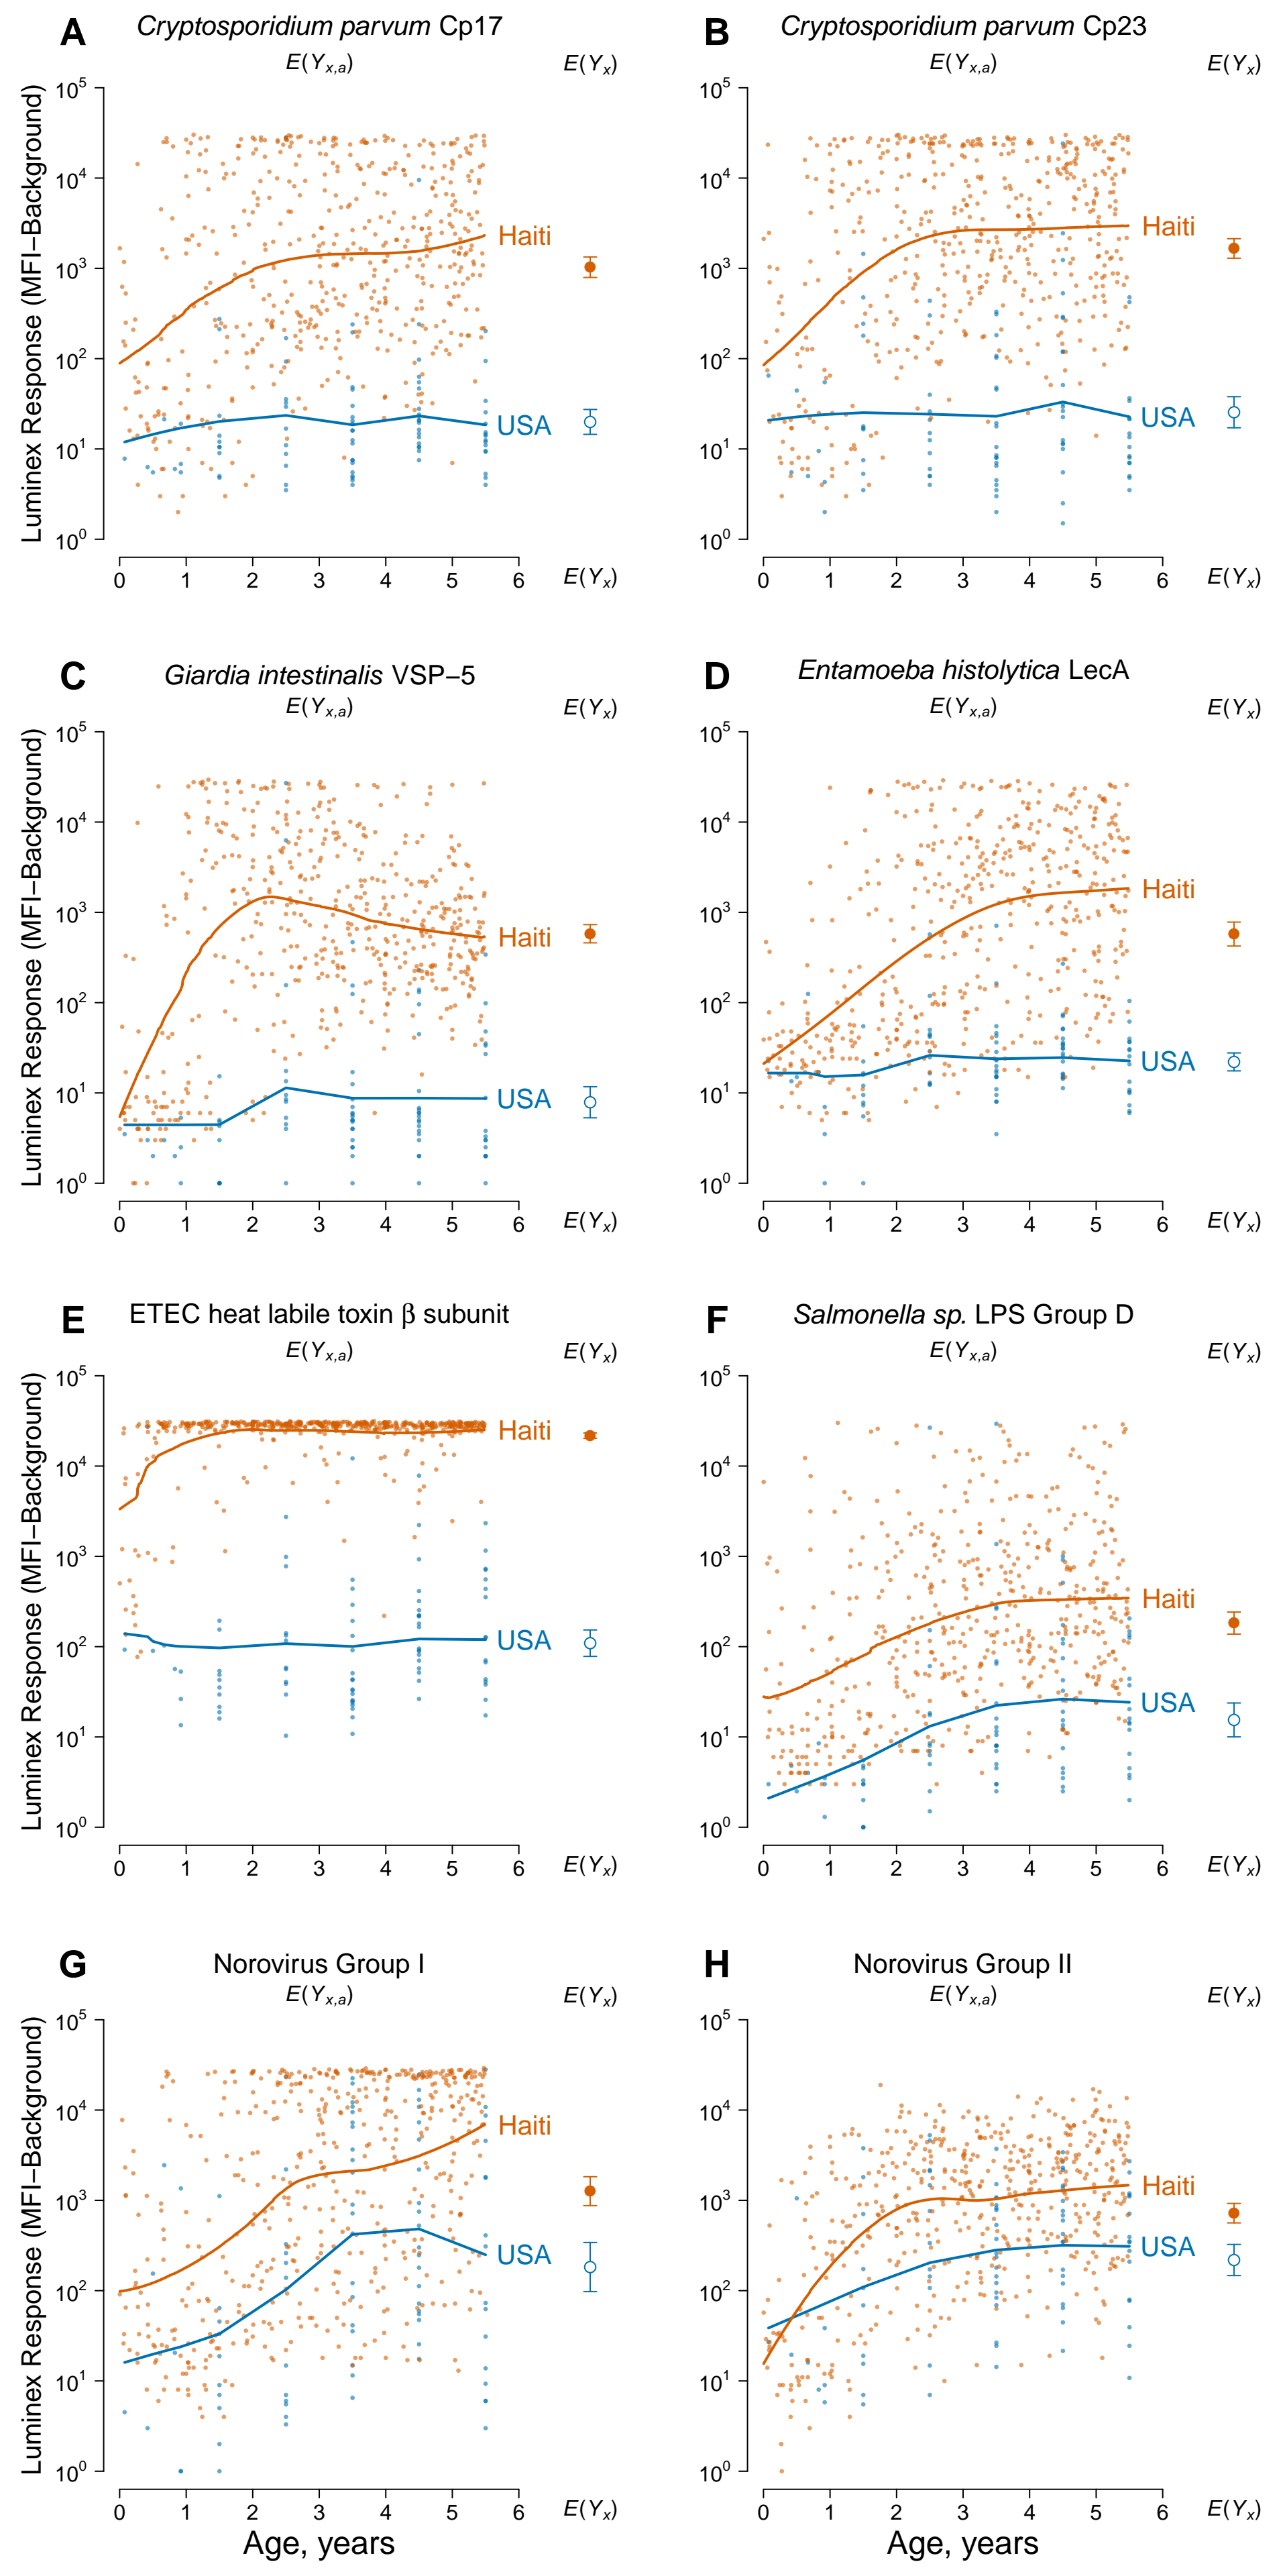 A Cryptosporidium parvum Cp17
E(Yx,a) E(Yx)
Luminex Response (MFI−Background)
10^5
10^4
10^3
10^2
10^1
10^0
Haiti
USA
0 1 2 3 4 5 6 E(Yx)
B Cryptosporidium parvum Cp23
E(Yx,a) E(Yx)
10^5
10^4
10^3
10^2
10^1
10^0
Haiti
USA
0 1 2 3 4 5 6 E(Yx)
C Giardia intestinalis VSP−5
E(Yx,a) E(Yx)
Luminex Response (MFI−Background)
10^5
10^4
10^3
10^2
10^1
10^0
Haiti
USA
0 1 2 3 4 5 6 E(Yx)
D Entamoeba histolytica LecA
E(Yx,a) E(Yx)
10^5
10^4
10^3
10^2
10^1
10^0
Haiti
USA
0 1 2 3 4 5 6 E(Yx)
E ETEC heat labile toxin β subunit
E(Yx,a) E(Yx)
Luminex Response (MFI−Background)
10^5
10^4
10^3
10^2
10^1
10^0
Haiti
USA
0 1 2 3 4 5 6 E(Yx)
F Salmonella sp. LPS Group D
E(Yx,a) E(Yx)
10^5
10^4
10^3
10^2
10^1
10^0
Haiti
USA
0 1 2 3 4 5 6 E(Yx)
G Norovirus Group I
E(Yx,a) E(Yx)
Luminex Response (MFI−Background)
10^5
10^4
10^3
10^2
10^1
10^0
Haiti
USA
0 1 2 3 4 5 6 E(Yx)
Age, years
H Norovirus Group II
E(Yx,a) E(Yx)
10^5
10^4
10^3
10^2
10^1
10^0
Haiti
USA
0 1 2 3 4 5 6 E(Yx)
Age, years